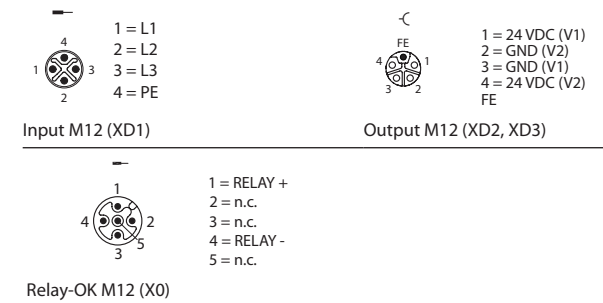 4
1
3
2
1 = L1
2 = L2
3 = L3
4 = PE
Input M12 (XD1)
FE
4
1
3
2
1 = 24 VDC (V1)
2 = GND (V2)
3 = GND (V1)
4 = 24 VDC (V2)
FE
Output M12 (XD2, XD3)
1
4
2
5
3
1 = RELAY +
2 = n.c.
3 = n.c.
4 = RELAY -
5 = n.c.
Relay-OK M12 (X0)